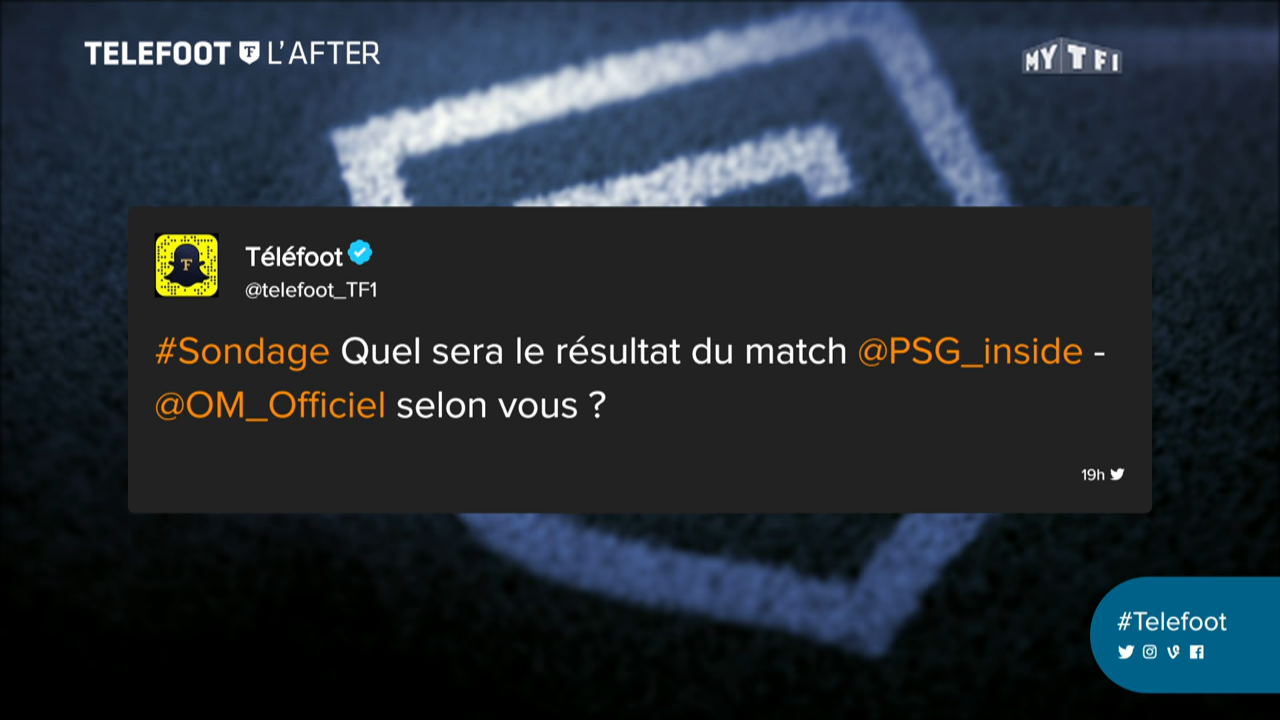 TELEFOOT T L'AFTER
MY TF1
Téléfoot
@telefoot_TF1
#Sondage Quel sera le résultat du match @PSG_inside -
@OM_Officiel selon vous ?
19h
#Telefoot